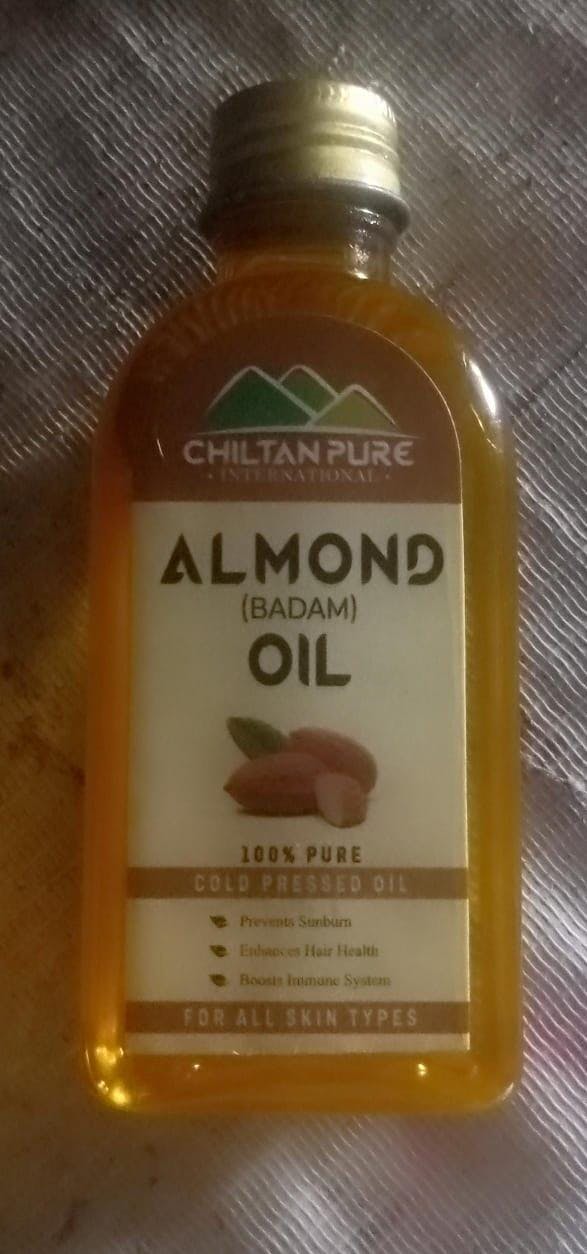 CHILTAN PURE
• INTERNATIONAL •
ALMOND
(BADAM)
OIL
100% PURE
COLD PRESSED OIL
Prevents Sunburn
Enhances Hair Health
Boosts Immune System
FOR ALL SKIN TYPES